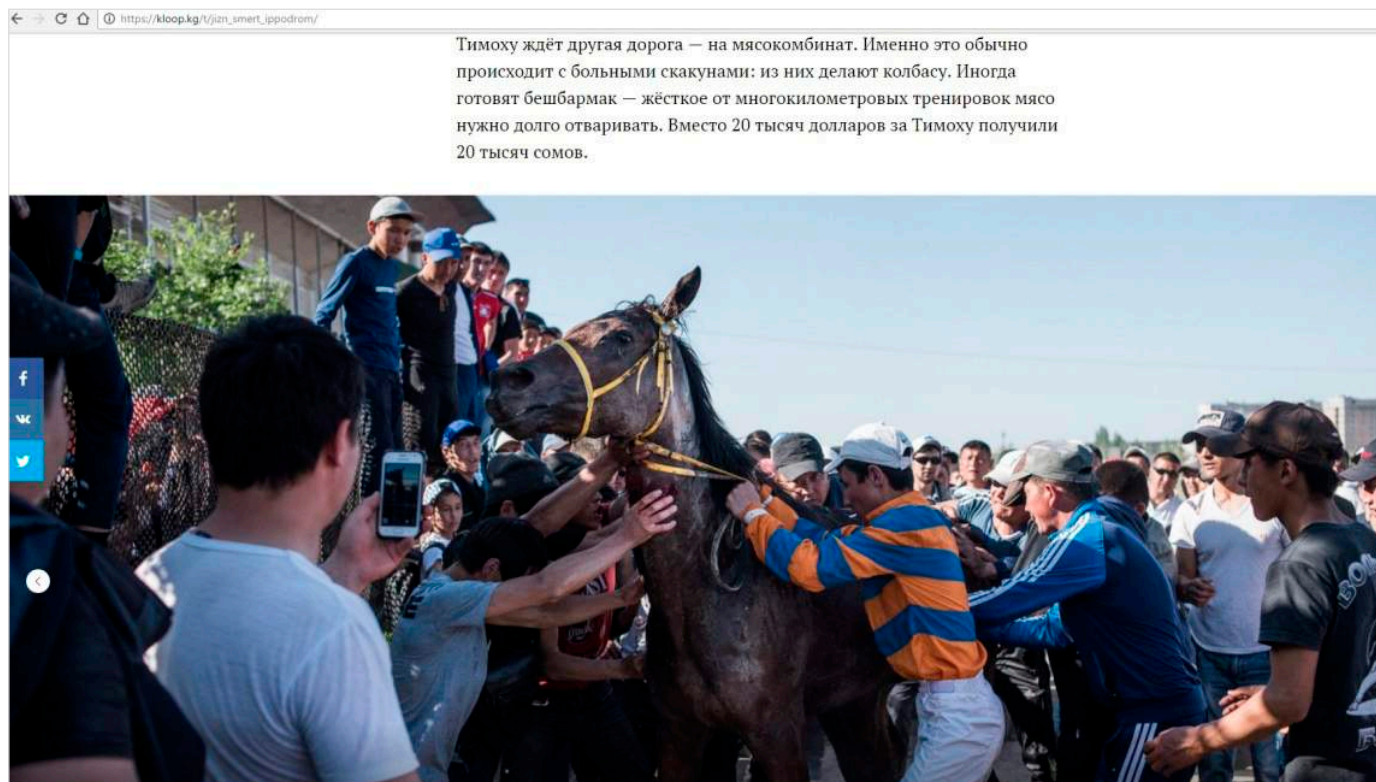 https://kloop.kg/t/jizn_smert_ippodrom/
Тимоху ждёт другая дорога — на мясокомбинат. Именно это обычно
происходит с больными скакунами: из них делают колбасу. Иногда
готовят бешбармак — жёсткое от многокилометровых тренировок мясо
нужно долго отваривать. Вместо 20 тысяч долларов за Тимоху получили
20 тысяч сомов.